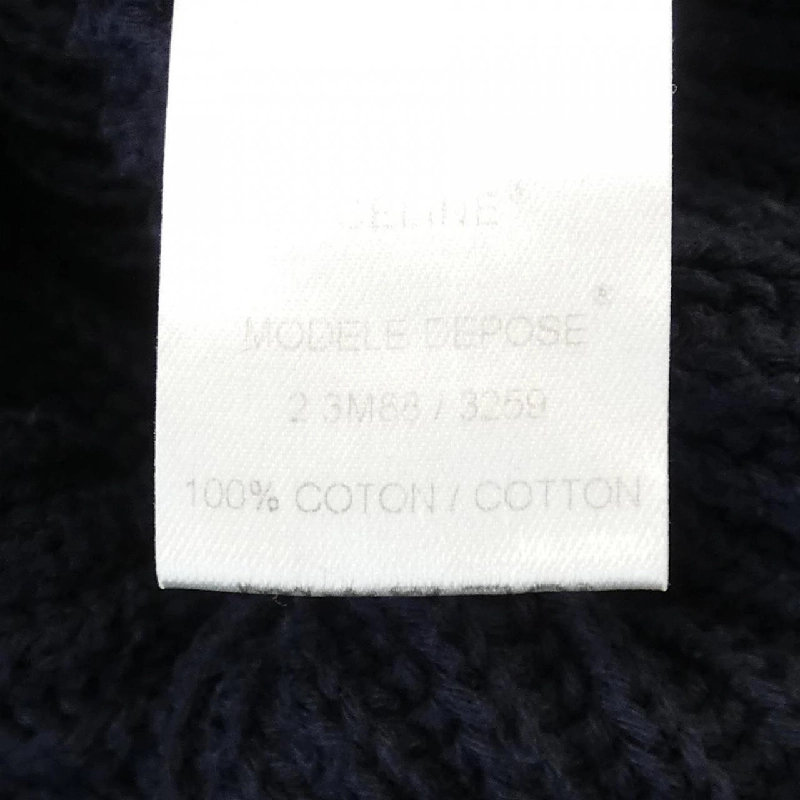 CELINE®
MODELE DEPOSE®
2 3M88 / 3259
100% COTON / COTTON